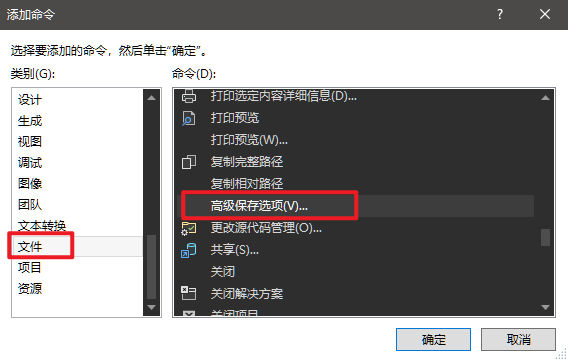 添加命令
选择要添加的命令，然后单击“确定”。
类别(G):
设计
生成
视图
调试
图像
团队
文本转换
文件
项目
资源
命令(D):
打印选定内容详细信息(D)...
打印预览
打印预览(W)...
复制完整路径
复制相对路径
高级保存选项(V)...
更改源代码管理(O)...
共享(S)...
关闭
关闭解决方案
关闭项目
确定
取消